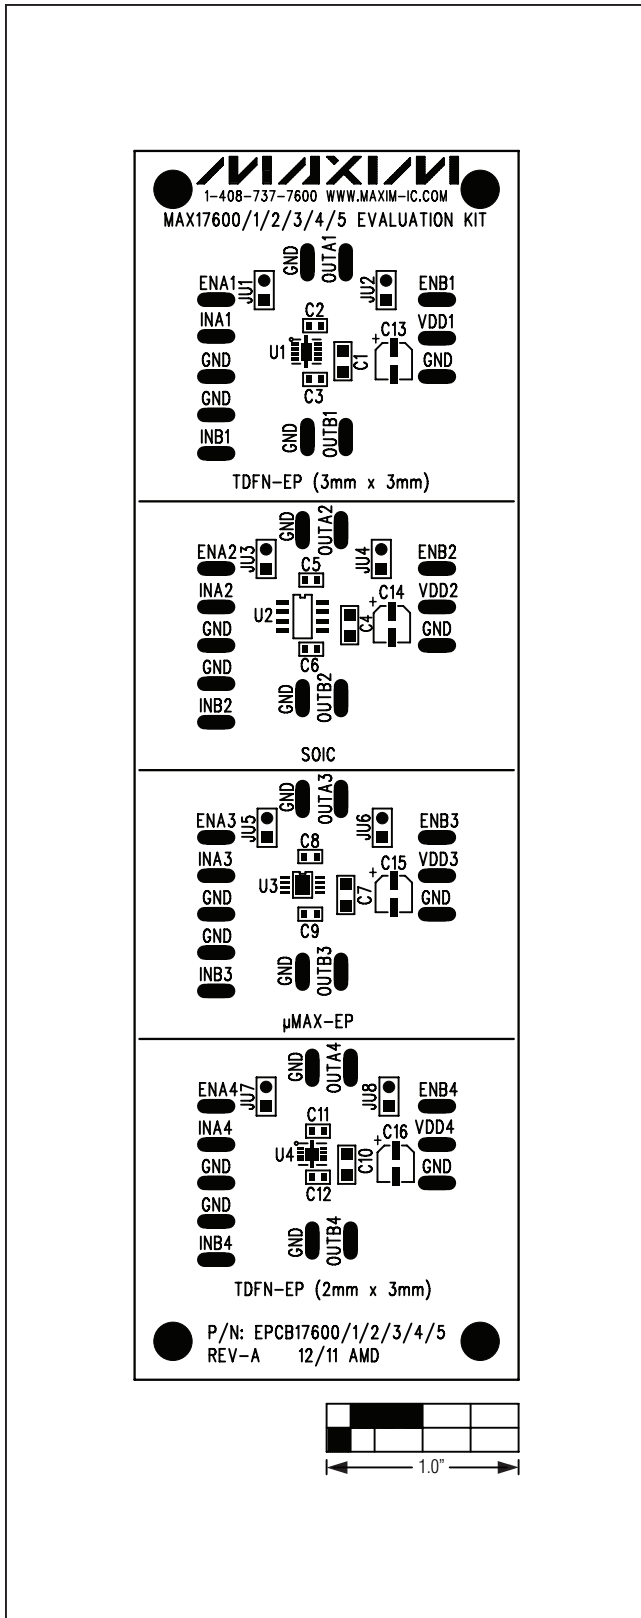 MAXIM
1-408-737-7600 WWW.MAXIM-IC.COM
MAX17600/1/2/3/4/5 EVALUATION KIT
GND
OUTA1
ENA1
JU1
JU2
ENB1
INA1
C2
C13
VDD1
+
U1
C1
GND
GND
C3
GND
INB1
GND
OUTB1
TDFN-EP (3mm x 3mm)
GND
OUTA2
ENA2
JU3
JU4
ENB2
INA2
C5
C14
VDD2
+
U2
C4
GND
GND
C6
GND
INB2
GND
OUTB2
SOIC
GND
OUTA3
ENA3
JU5
JU6
ENB3
INA3
C8
C15
VDD3
+
U3
C7
GND
GND
C9
GND
INB3
GND
OUTB3
µMAX-EP
GND
OUTA4
ENA4
JU7
JU8
ENB4
INA4
C11
C16
VDD4
+
U4
C10
GND
GND
C12
GND
INB4
GND
OUTB4
TDFN-EP (2mm x 3mm)
P/N: EPCB17600/1/2/3/4/5
REV-A 12/11 AMD
1.0”